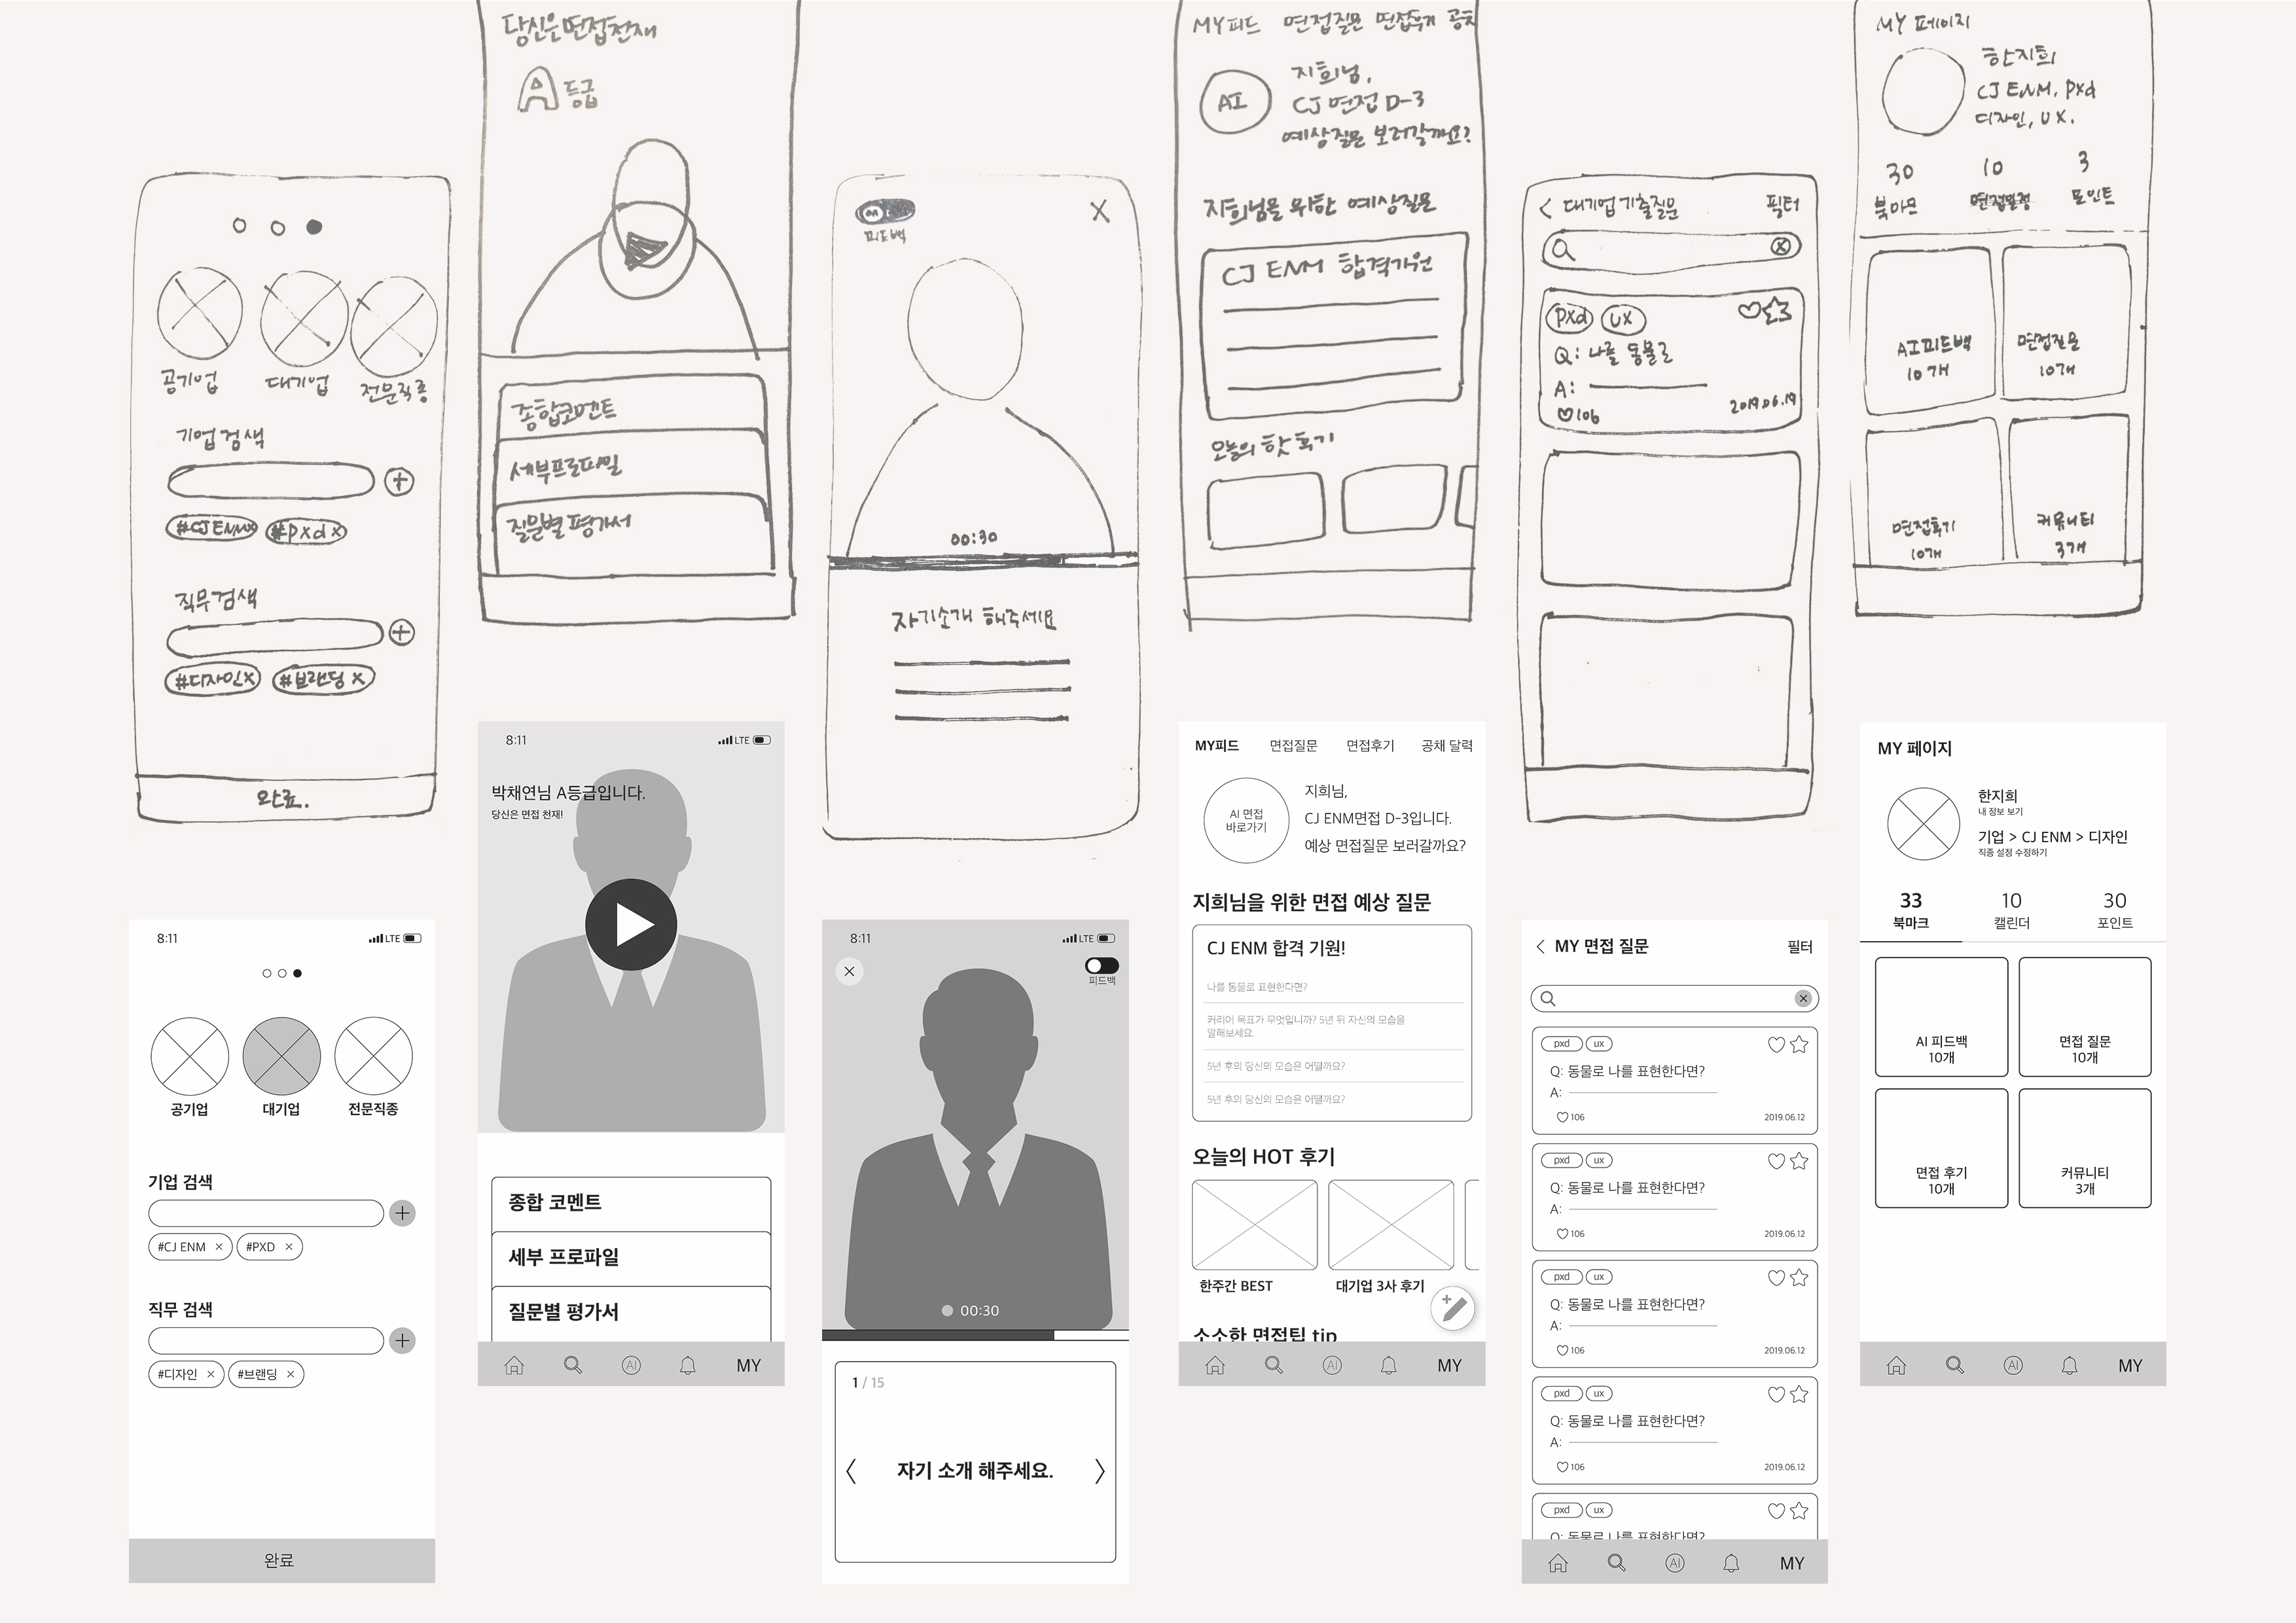 당신은 면접천재
A등급
종합코멘트
세부프로파일
질문별 평가서
MY피드 면접질문 면접후기 공채
AI
지희님,
CJ 면접 D-3
예상질문 보러갈까요?
지희님을 위한 예상질문
CJ ENM 합격기원
오늘의 핫 후기
MY 페이지
한지희
CJ ENM, pxd
디자인, UX.
30 10 3
북마크 면접일정 포인트
AI피드백
10개
면접질문
10개
면접후기
10개
커뮤니티
3개
공기업 대기업 전문직종
기업 검색
#CJ ENM x #pxd x
직무검색
#디자인 x #브랜딩 x
완료.
피드백
X
00:30
자기소개 해주세요
< 대기업 기출질문 필터
pxd ux
Q: 나를 동물로
A:
106
2019.06.19
8:11 LTE
박채연님 A등급입니다.
당신은 면접 천재!
종합 코멘트
세부 프로파일
질문별 평가서
AI MY
MY피드 면접질문 면접후기 공채 달력
AI 면접
바로가기
지희님,
CJ ENM면접 D-3입니다.
예상 면접질문 보러갈까요?
지희님을 위한 면접 예상 질문
CJ ENM 합격 기원!
나를 동물로 표현한다면?
커리어 목표가 무엇입니까? 5년 뒤 자신의 모습을
말해보세요.
5년 후의 당신의 모습은 어떨까요?
5년 후의 당신의 모습은 어떨까요?
오늘의 HOT 후기
한주간 BEST 대기업 3사 후기
소소한 면접팁 tip
AI MY
MY 페이지
한지희
내 정보 보기
기업 > CJ ENM > 디자인
직종 설정 수정하기
33 10 30
북마크 캘린더 포인트
AI 피드백
10개
면접 질문
10개
면접 후기
10개
커뮤니티
3개
AI MY
8:11 LTE
공기업 대기업 전문직종
기업 검색
#CJ ENM × #PXD ×
직무 검색
#디자인 × #브랜딩 ×
완료
8:11 LTE
피드백
00:30
1 / 15
자기 소개 해주세요.
< MY 면접 질문 필터
pxd ux
Q: 동물로 나를 표현한다면?
A:
106 2019.06.12
pxd ux
Q: 동물로 나를 표현한다면?
A:
106 2019.06.12
pxd ux
Q: 동물로 나를 표현한다면?
A:
106 2019.06.12
pxd ux
Q: 동물로 나를 표현한다면?
A:
106 2019.06.12
pxd ux
Q: 동물로 나를 표현한다면?
AI MY